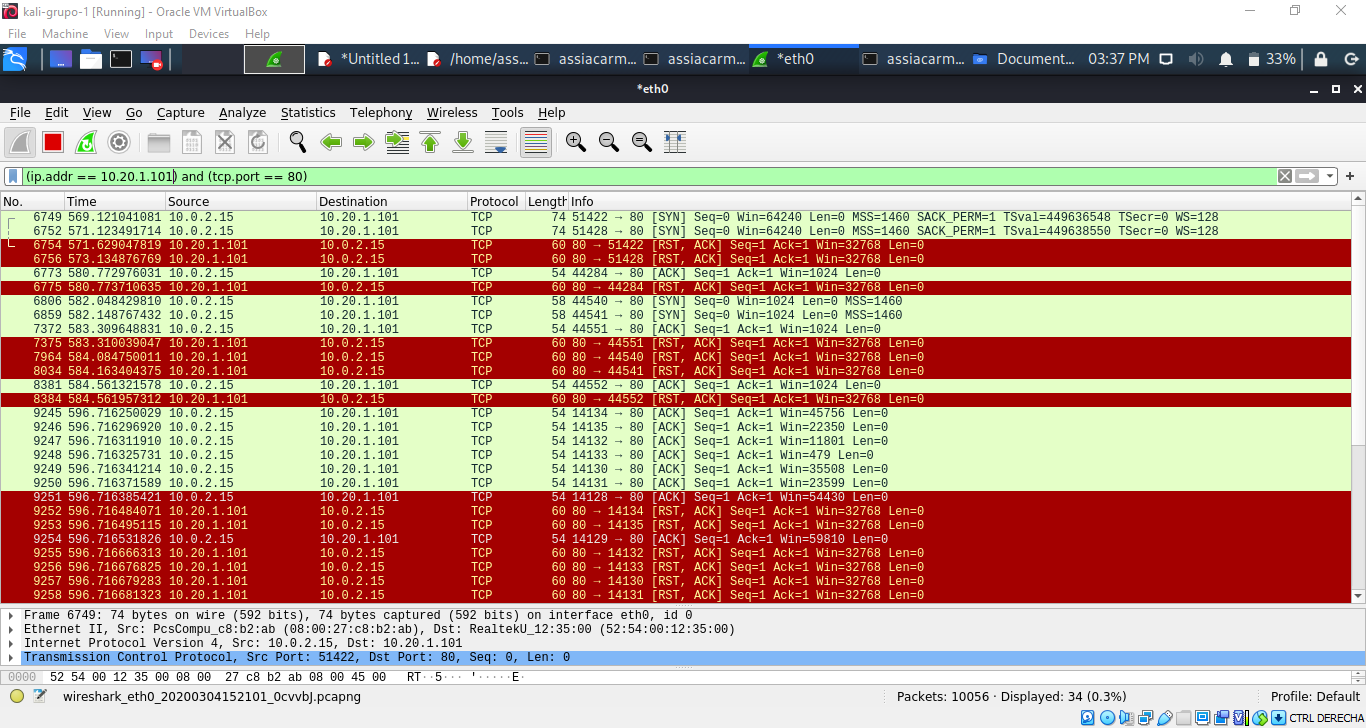 kali-grupo-1 [Running] - Oracle VM VirtualBox
File Machine View Input Devices Help
*Untitled 1... /home/ass... assiacarm... assiacarm... *eth0 assiacarm... Document... 03:37 PM 33%
*eth0
File Edit View Go Capture Analyze Statistics Telephony Wireless Tools Help
(ip.addr == 10.20.1.101) and (tcp.port == 80)
No. Time Source Destination Protocol Length Info
6749 569.121041081 10.0.2.15 10.20.1.101 TCP 74 51422 → 80 [SYN] Seq=0 Win=64240 Len=0 MSS=1460 SACK_PERM=1 TSval=449636548 TSecr=0 WS=128
6752 571.123491714 10.0.2.15 10.20.1.101 TCP 74 51428 → 80 [SYN] Seq=0 Win=64240 Len=0 MSS=1460 SACK_PERM=1 TSval=449638550 TSecr=0 WS=128
6754 571.629047819 10.20.1.101 10.0.2.15 TCP 60 80 → 51422 [RST, ACK] Seq=1 Ack=1 Win=32768 Len=0
6756 573.134876769 10.20.1.101 10.0.2.15 TCP 60 80 → 51428 [RST, ACK] Seq=1 Ack=1 Win=32768 Len=0
6773 580.772976031 10.0.2.15 10.20.1.101 TCP 54 44284 → 80 [ACK] Seq=1 Ack=1 Win=1024 Len=0
6775 580.773710635 10.20.1.101 10.0.2.15 TCP 60 80 → 44284 [RST, ACK] Seq=1 Ack=1 Win=32768 Len=0
6806 582.048429810 10.0.2.15 10.20.1.101 TCP 58 44540 → 80 [SYN] Seq=0 Win=1024 Len=0 MSS=1460
6859 582.148767432 10.0.2.15 10.20.1.101 TCP 58 44541 → 80 [SYN] Seq=0 Win=1024 Len=0 MSS=1460
7372 583.309648831 10.0.2.15 10.20.1.101 TCP 54 44551 → 80 [ACK] Seq=1 Ack=1 Win=1024 Len=0
7375 583.310039047 10.20.1.101 10.0.2.15 TCP 60 80 → 44551 [RST, ACK] Seq=1 Ack=1 Win=32768 Len=0
7964 584.084750011 10.20.1.101 10.0.2.15 TCP 60 80 → 44540 [RST, ACK] Seq=1 Ack=1 Win=32768 Len=0
8034 584.163404375 10.20.1.101 10.0.2.15 TCP 60 80 → 44541 [RST, ACK] Seq=1 Ack=1 Win=32768 Len=0
8381 584.561321578 10.0.2.15 10.20.1.101 TCP 54 44552 → 80 [ACK] Seq=1 Ack=1 Win=1024 Len=0
8384 584.561957312 10.20.1.101 10.0.2.15 TCP 60 80 → 44552 [RST, ACK] Seq=1 Ack=1 Win=32768 Len=0
9245 596.716250029 10.0.2.15 10.20.1.101 TCP 54 14134 → 80 [ACK] Seq=1 Ack=1 Win=45756 Len=0
9246 596.716296920 10.0.2.15 10.20.1.101 TCP 54 14135 → 80 [ACK] Seq=1 Ack=1 Win=22350 Len=0
9247 596.716311910 10.0.2.15 10.20.1.101 TCP 54 14132 → 80 [ACK] Seq=1 Ack=1 Win=11801 Len=0
9248 596.716325731 10.0.2.15 10.20.1.101 TCP 54 14133 → 80 [ACK] Seq=1 Ack=1 Win=479 Len=0
9249 596.716341214 10.0.2.15 10.20.1.101 TCP 54 14130 → 80 [ACK] Seq=1 Ack=1 Win=35508 Len=0
9250 596.716371589 10.0.2.15 10.20.1.101 TCP 54 14131 → 80 [ACK] Seq=1 Ack=1 Win=23599 Len=0
9251 596.716385421 10.0.2.15 10.20.1.101 TCP 54 14128 → 80 [ACK] Seq=1 Ack=1 Win=54430 Len=0
9252 596.716484071 10.20.1.101 10.0.2.15 TCP 60 80 → 14134 [RST, ACK] Seq=1 Ack=1 Win=32768 Len=0
9253 596.716495115 10.20.1.101 10.0.2.15 TCP 60 80 → 14135 [RST, ACK] Seq=1 Ack=1 Win=32768 Len=0
9254 596.716531826 10.0.2.15 10.20.1.101 TCP 54 14129 → 80 [ACK] Seq=1 Ack=1 Win=59810 Len=0
9255 596.716666313 10.20.1.101 10.0.2.15 TCP 60 80 → 14132 [RST, ACK] Seq=1 Ack=1 Win=32768 Len=0
9256 596.716676825 10.20.1.101 10.0.2.15 TCP 60 80 → 14133 [RST, ACK] Seq=1 Ack=1 Win=32768 Len=0
9257 596.716679283 10.20.1.101 10.0.2.15 TCP 60 80 → 14130 [RST, ACK] Seq=1 Ack=1 Win=32768 Len=0
9258 596.716681323 10.20.1.101 10.0.2.15 TCP 60 80 → 14131 [RST, ACK] Seq=1 Ack=1 Win=32768 Len=0
Frame 6749: 74 bytes on wire (592 bits), 74 bytes captured (592 bits) on interface eth0, id 0
Ethernet II, Src: PcsCompu_c8:b2:ab (08:00:27:c8:b2:ab), Dst: RealtekU_12:35:00 (52:54:00:12:35:00)
Internet Protocol Version 4, Src: 10.0.2.15, Dst: 10.20.1.101
Transmission Control Protocol, Src Port: 51422, Dst Port: 80, Seq: 0, Len: 0
0000 52 54 00 12 35 00 08 00 27 c8 b2 ab 08 00 45 00 RT··5··· '·····E·
wireshark_eth0_20200304152101_0cvvbJ.pcapng Packets: 10056 · Displayed: 34 (0.3%) Profile: Default
CTRL DERECHA